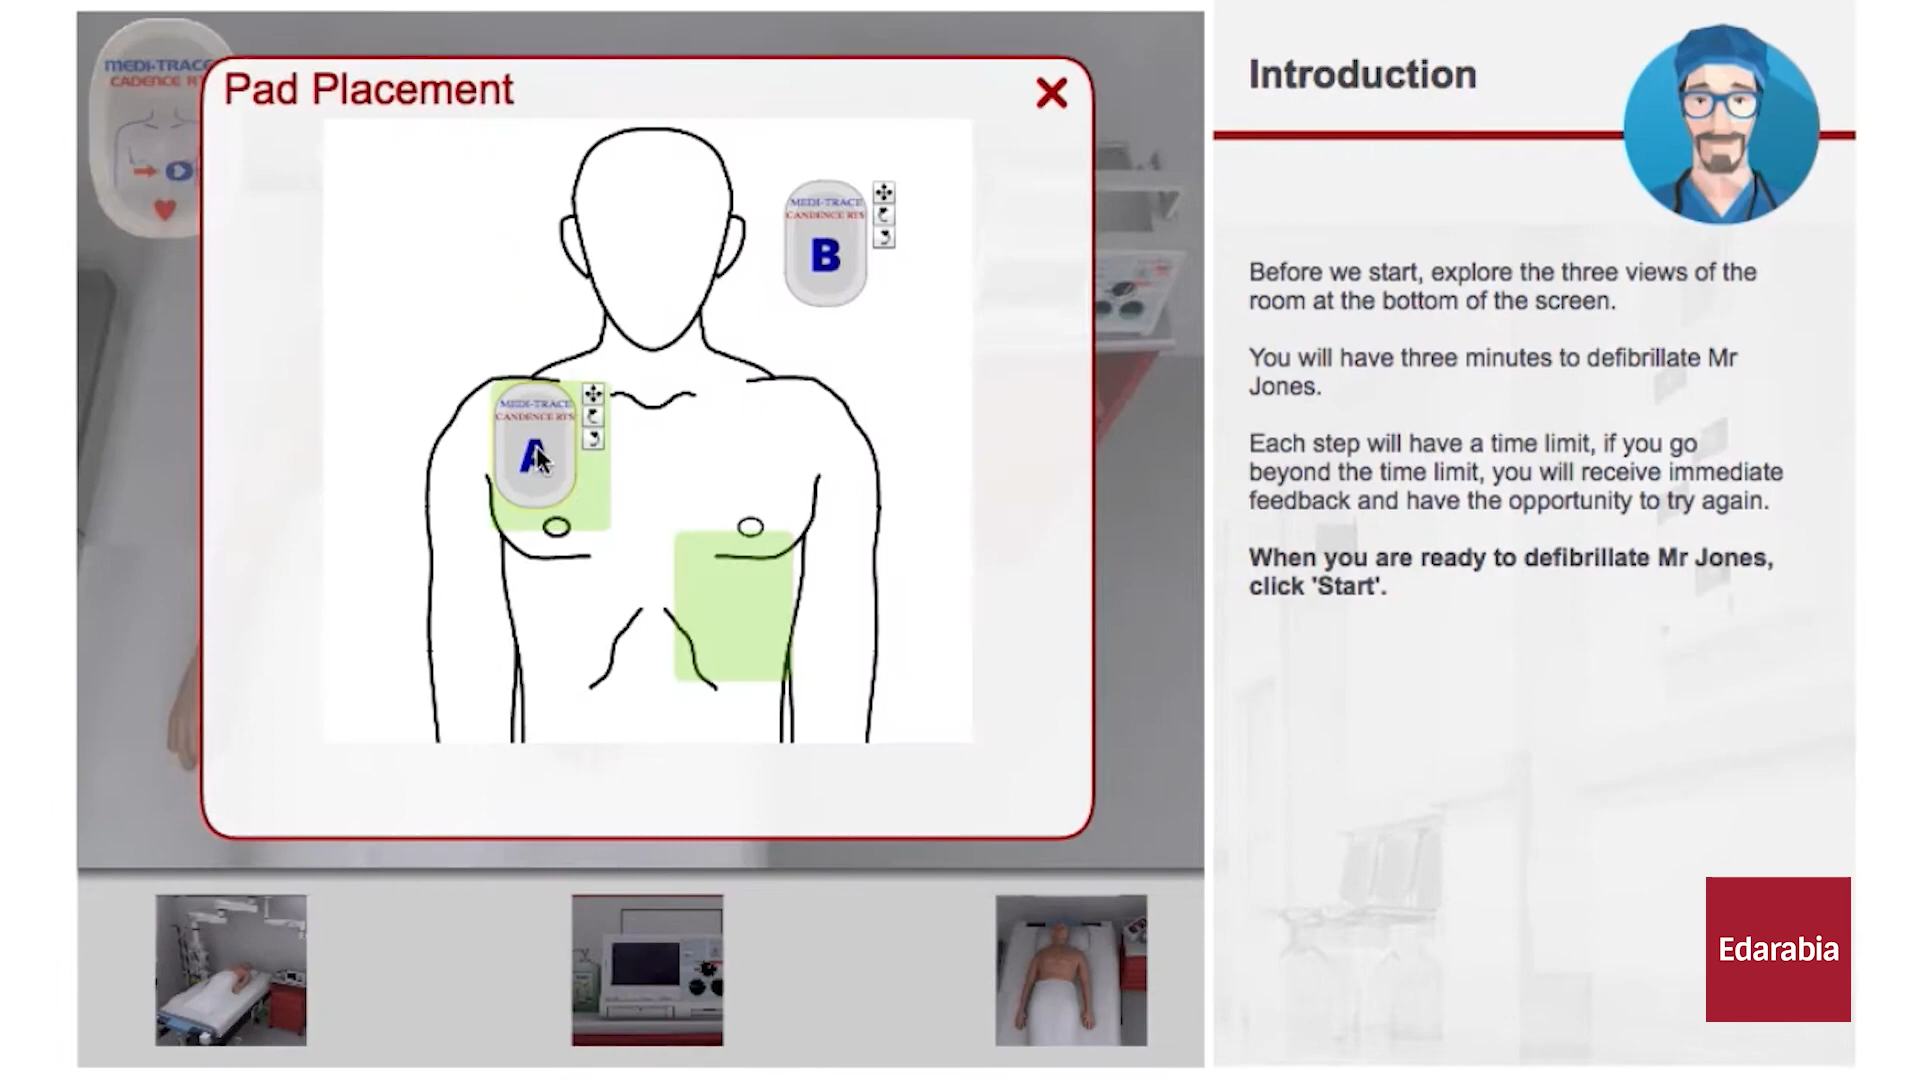 MEDI-TRACE
CADENCE R
Pad Placement
MEDI-TRACE
CANDENCE RTS
B
MEDI-TRACE
CANDENCE RTS
A
Introduction
Before we start, explore the three views of the
room at the bottom of the screen.
You will have three minutes to defibrillate Mr
Jones.
Each step will have a time limit, if you go
beyond the time limit, you will receive immediate
feedback and have the opportunity to try again.
When you are ready to defibrillate Mr Jones,
click 'Start'.
Edarabia